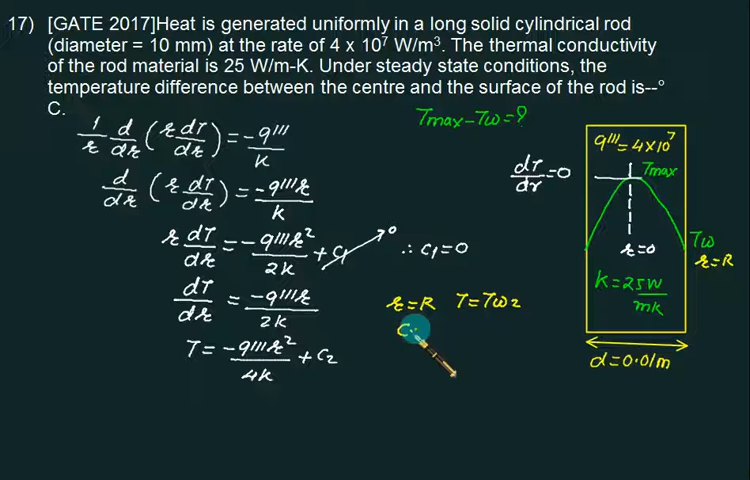 17) [GATE 2017]Heat is generated uniformly in a long solid cylindrical rod
(diameter = 10 mm) at the rate of 4 x 10⁷ W/m³. The thermal conductivity
of the rod material is 25 W/m-K. Under steady state conditions, the
temperature difference between the centre and the surface of the rod is--°
C.
Tmax-Tw=?
1/r d/dr (r dT/dr) = -q'''/k
d/dr (r dT/dr) = -q'''r/k
r dT/dr = -q'''r²/2k + C1 → 0 ∴ C1=0
dT/dr = -q'''r/2k
T = -q'''r²/4k + C2
r=R T=Tw2
C
dT/dr=0
q'''=4×10⁷
Tmax
r=0
Tw
r=R
k=25W/mk
d=0.01m